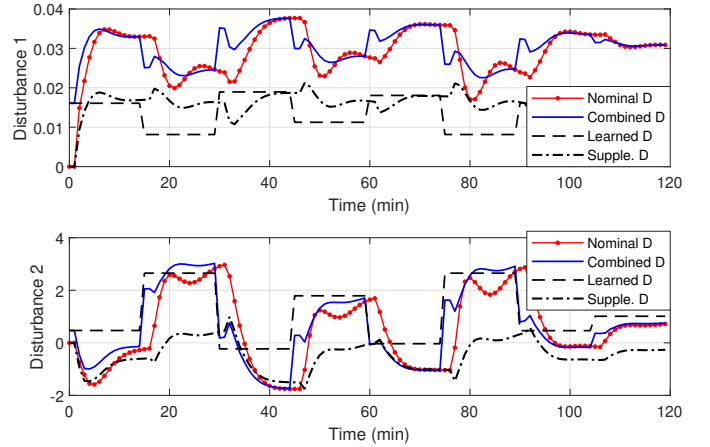 0.04
0.03
0.02
0.01
0
Disturbance 1
Nominal D
Combined D
Learned D
Supple. D
0 20 40 60 80 100 120
Time (min)
4
2
0
-2
Disturbance 2
Nominal D
Combined D
Learned D
Supple. D
0 20 40 60 80 100 120
Time (min)